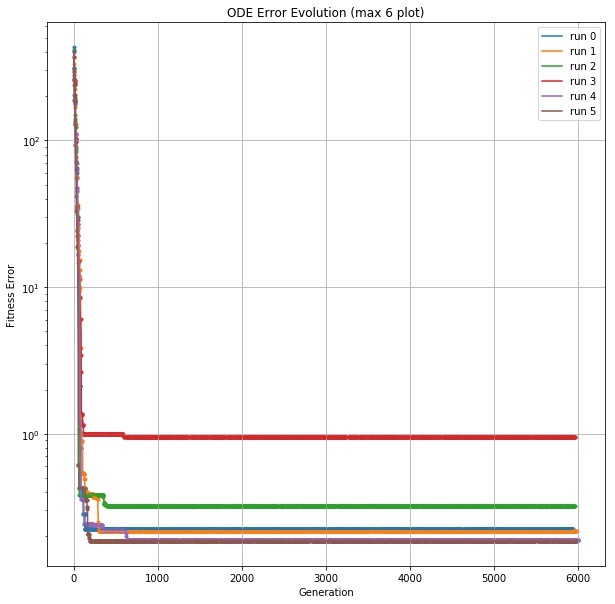 ODE Error Evolution (max 6 plot)
run 0
run 1
run 2
run 3
run 4
run 5
Fitness Error
10²
10¹
10⁰
0 1000 2000 3000 4000 5000 6000
Generation